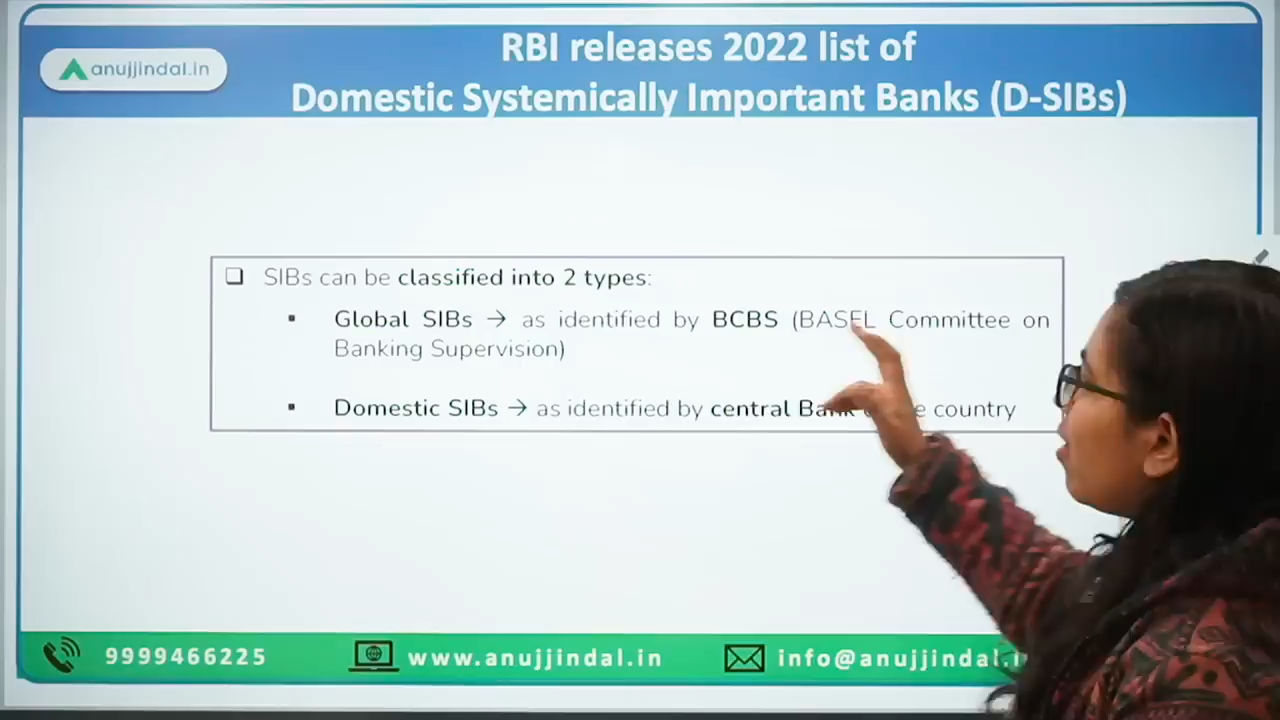 anujjindal.in
RBI releases 2022 list of
Domestic Systemically Important Banks (D-SIBs)
❑ SIBs can be classified into 2 types:
▪ Global SIBs → as identified by BCBS (BASEL Committee on
Banking Supervision)
▪ Domestic SIBs → as identified by central Bank country
9999466225
www.anujjindal.in
info@anujjindal.i